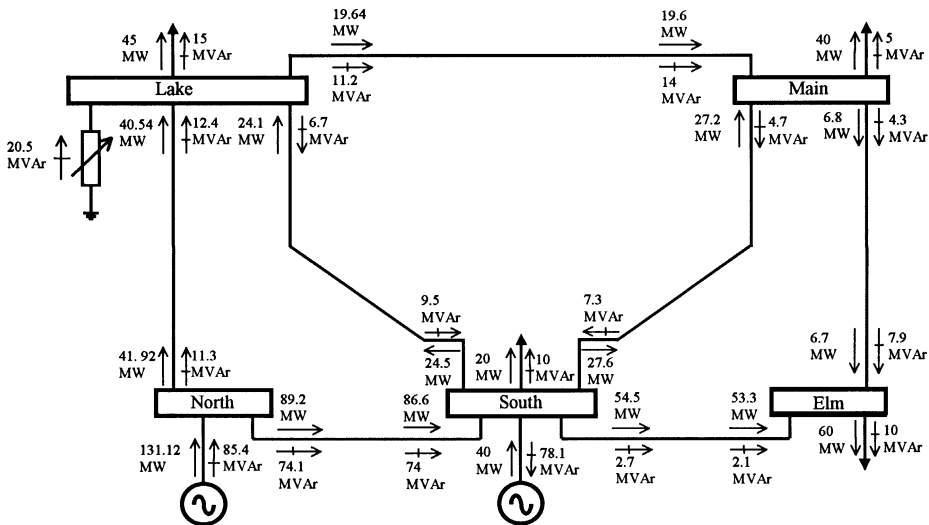 19.64
MW
19.6
MW
45
MW
15
MVAr
40
MW
5
MVAr
11.2
MVAr
14
MVAr
Lake
Main
40.54
MW
12.4
MVAr
24.1
MW
6.7
MVAr
27.2
MW
4.7
MVAr
6.8
MW
4.3
MVAr
20.5
MVAr
9.5
MVAr
7.3
MVAr
41. 92
MW
11.3
MVAr
24.5
MW
20
MW
10
MVAr
27.6
MW
6.7
MW
7.9
MVAr
North
South
Elm
89.2
MW
86.6
MW
54.5
MW
53.3
MW
131.12
MW
85.4
MVAr
74.1
MVAr
74
MVAr
40
MW
78.1
MVAr
2.7
MVAr
2.1
MVAr
60
MW
10
MVAr